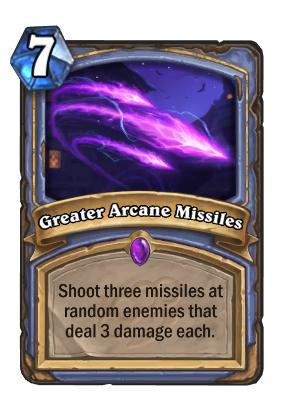 7
Greater Arcane Missiles
Shoot three missiles at
random enemies that
deal 3 damage each.